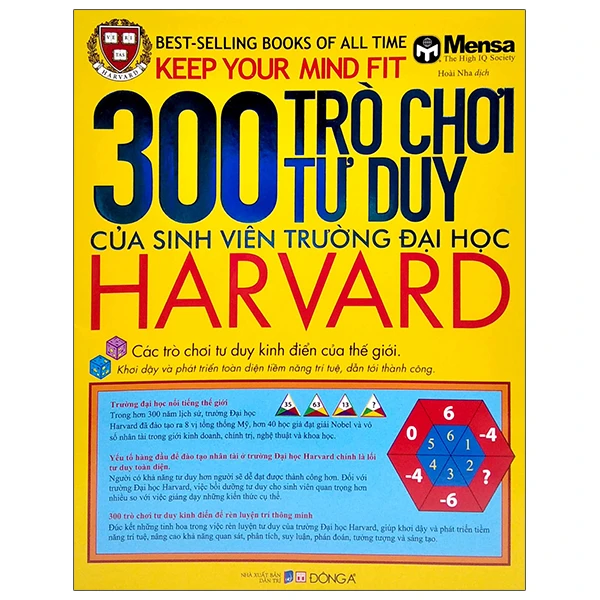 BEST-SELLING BOOKS OF ALL TIME
KEEP YOUR MIND FIT
Mensa
The High IQ Society
Hoài Nha dịch
VE RI TAS
HARVARD
300 TRÒ CHƠI
TƯ DUY
CỦA SINH VIÊN TRƯỜNG ĐẠI HỌC
HARVARD
Các trò chơi tư duy kinh điển của thế giới.
Khơi dậy và phát triển toàn diện tiềm năng trí tuệ, dẫn tới thành công.
Trường đại học nổi tiếng thế giới
Trong hơn 300 năm lịch sử, trường Đại học
Harvard đã đào tạo ra 8 vị tổng thống Mỹ, hơn 40 học giả đạt giải Nobel và vô
số nhân tài trong giới kinh doanh, chính trị, nghệ thuật và khoa học.
35 63 13 ?
Yếu tố hàng đầu để đào tạo nhân tài ở trường Đại học Harvard chính là lối
tư duy toàn diện.
Người có khả năng tư duy hơn người sẽ dễ đạt được thành công hơn. Đối với
trường Đại học Harvard, việc bồi dưỡng tư duy cho sinh viên quan trọng hơn
nhiều so với việc giảng dạy những kiến thức cụ thể.
6
0 -4
5 6 1
4 3 2
-4 ?
-6
300 trò chơi tư duy kinh điển để rèn luyện trí thông minh
Đúc kết những tinh hoa trong việc rèn luyện tư duy của trường Đại học Harvard, giúp khơi dậy và phát triển tiềm
năng trí tuệ, nâng cao khả năng quan sát, phân tích, suy luận, phán đoán, tưởng tượng và sáng tạo.
NHÀ XUẤT BẢN
DÂN TRÍ
ĐÔNG A